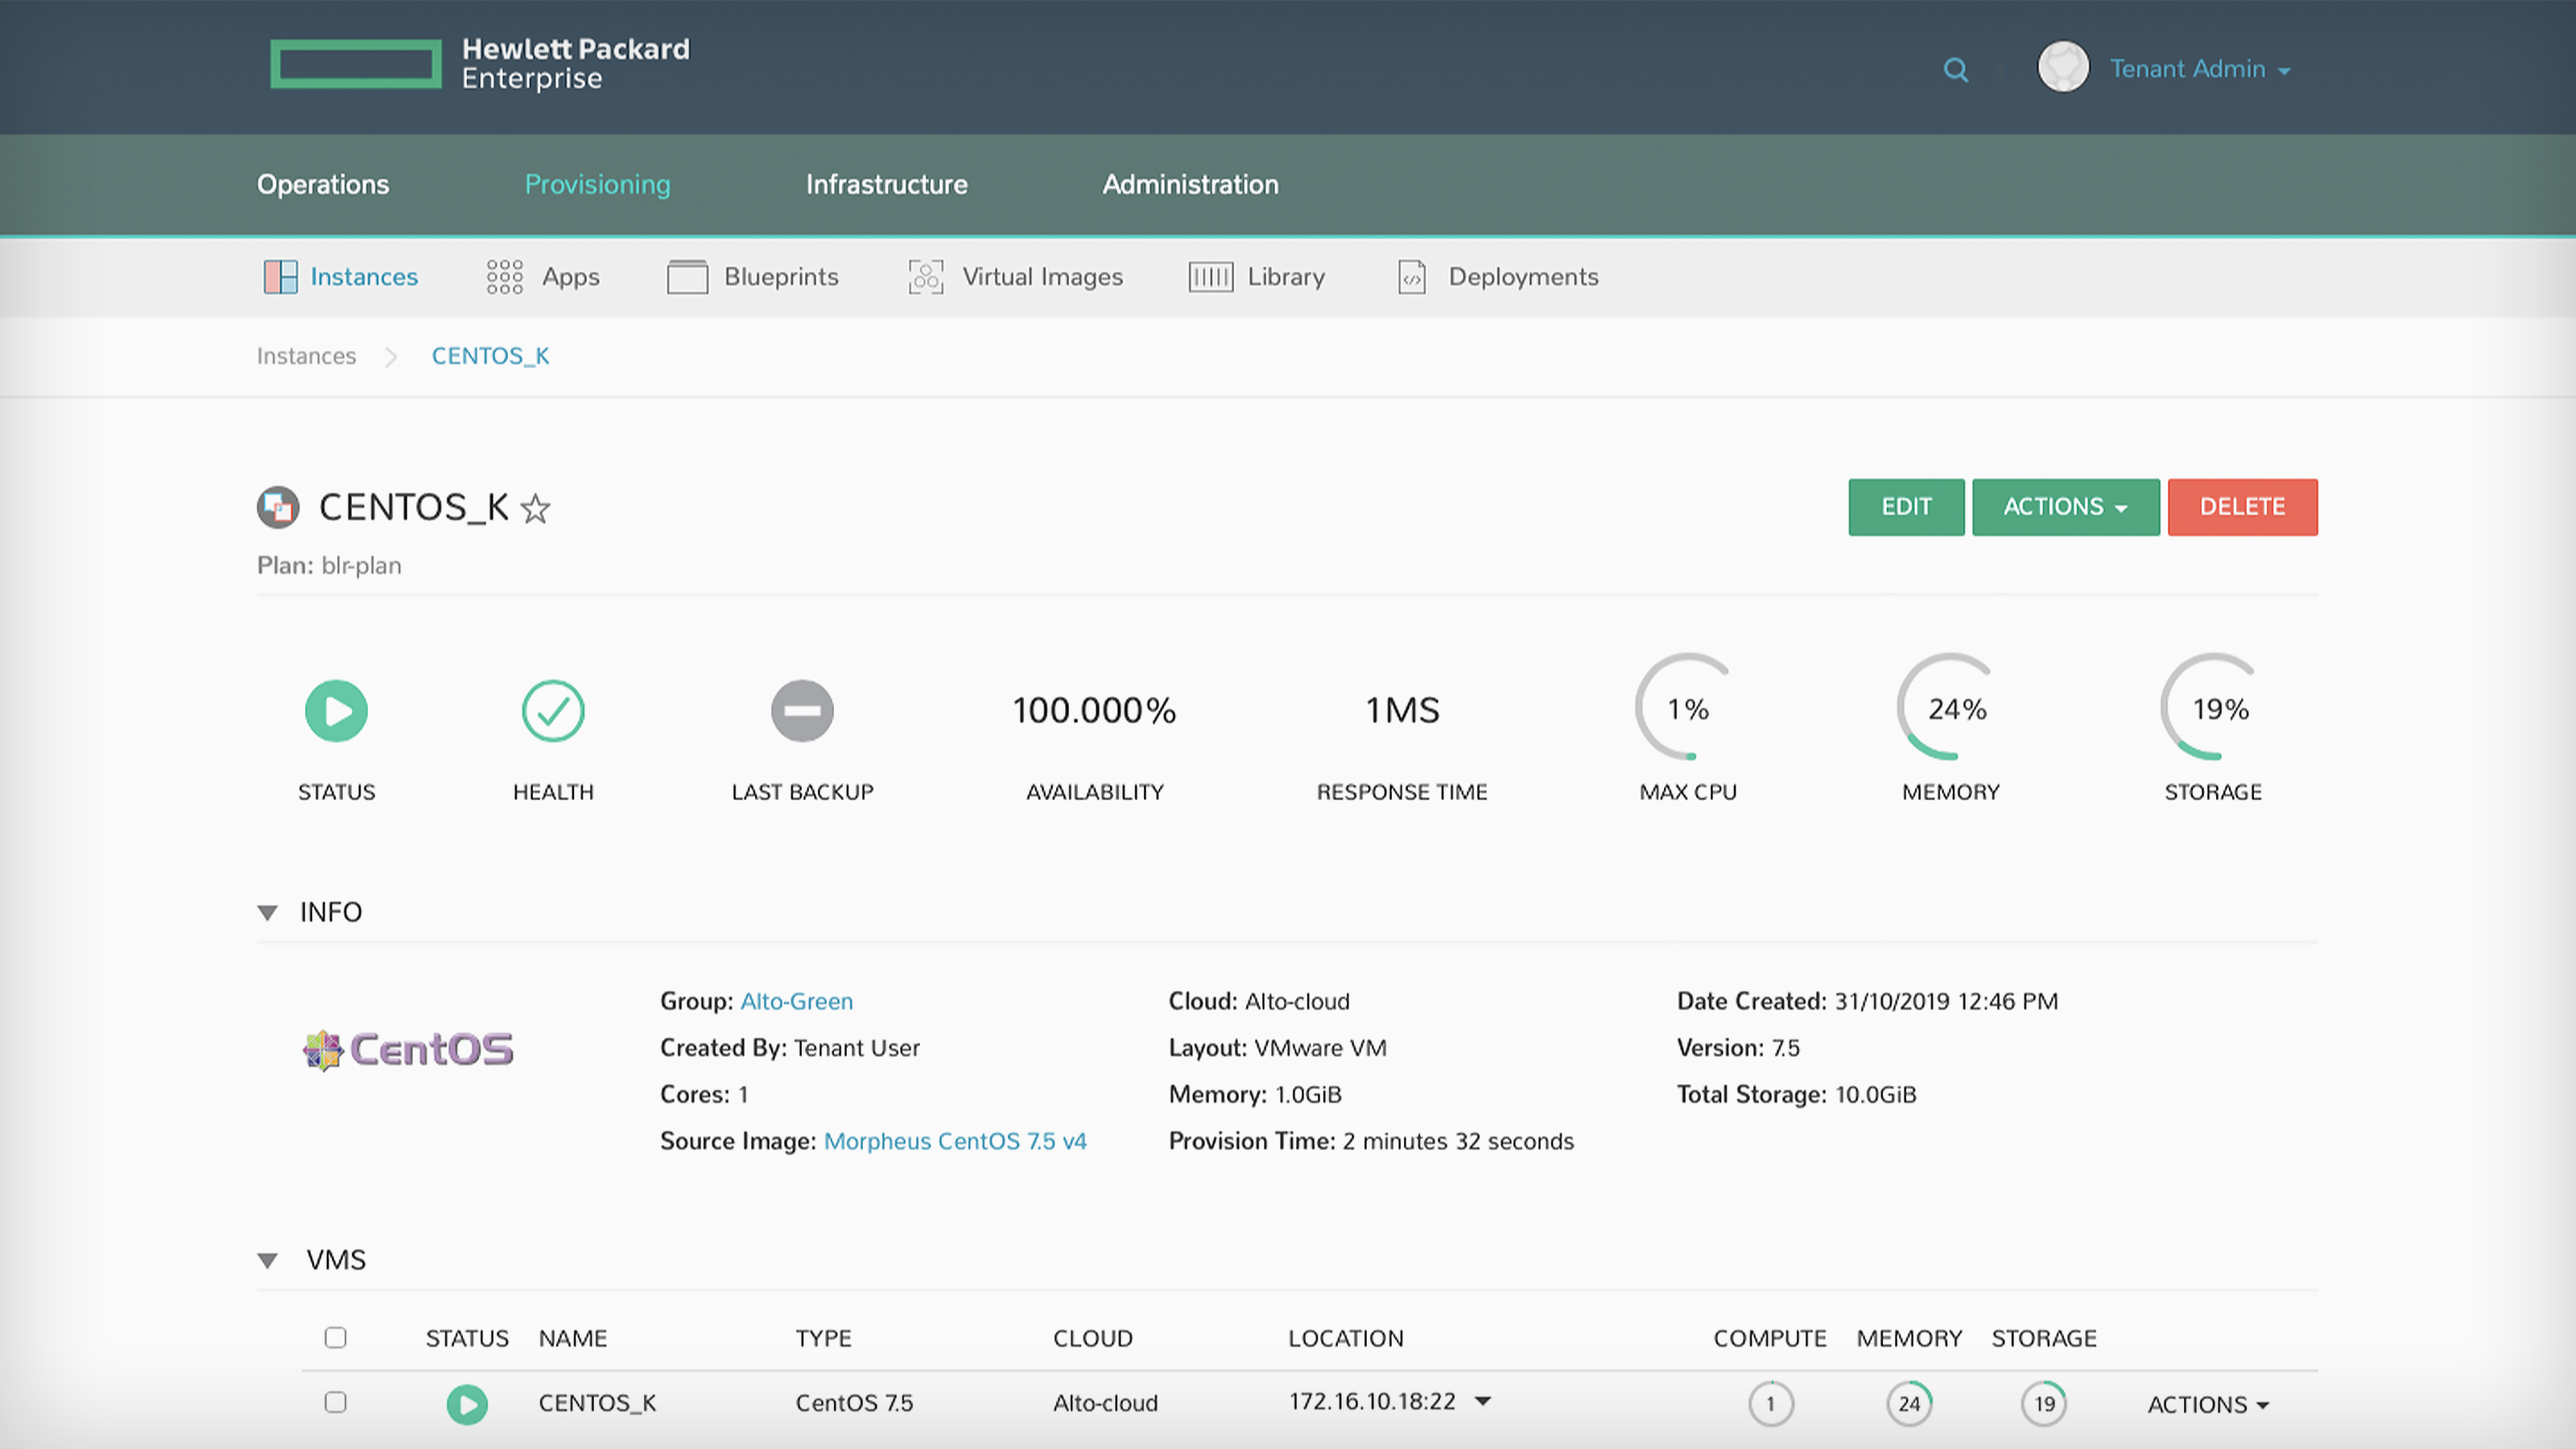 Hewlett Packard
Enterprise
Tenant Admin
Operations Provisioning Infrastructure Administration
Instances Apps Blueprints Virtual Images Library Deployments
Instances CENTOS_K
CENTOS_K
EDIT ACTIONS DELETE
Plan: blr-plan
100.000% 1MS 1% 24% 19%
STATUS HEALTH LAST BACKUP AVAILABILITY RESPONSE TIME MAX CPU MEMORY STORAGE
INFO
CentOS
Group: Alto-Green Cloud: Alto-cloud Date Created: 31/10/2019 12:46 PM
Created By: Tenant User Layout: VMware VM Version: 7.5
Cores: 1 Memory: 1.0GiB Total Storage: 10.0GiB
Source Image: Morpheus CentOS 7.5 v4 Provision Time: 2 minutes 32 seconds
VMS
STATUS NAME TYPE CLOUD LOCATION COMPUTE MEMORY STORAGE
CENTOS_K CentOS 7.5 Alto-cloud 172.16.10.18:22 1 24 19 ACTIONS